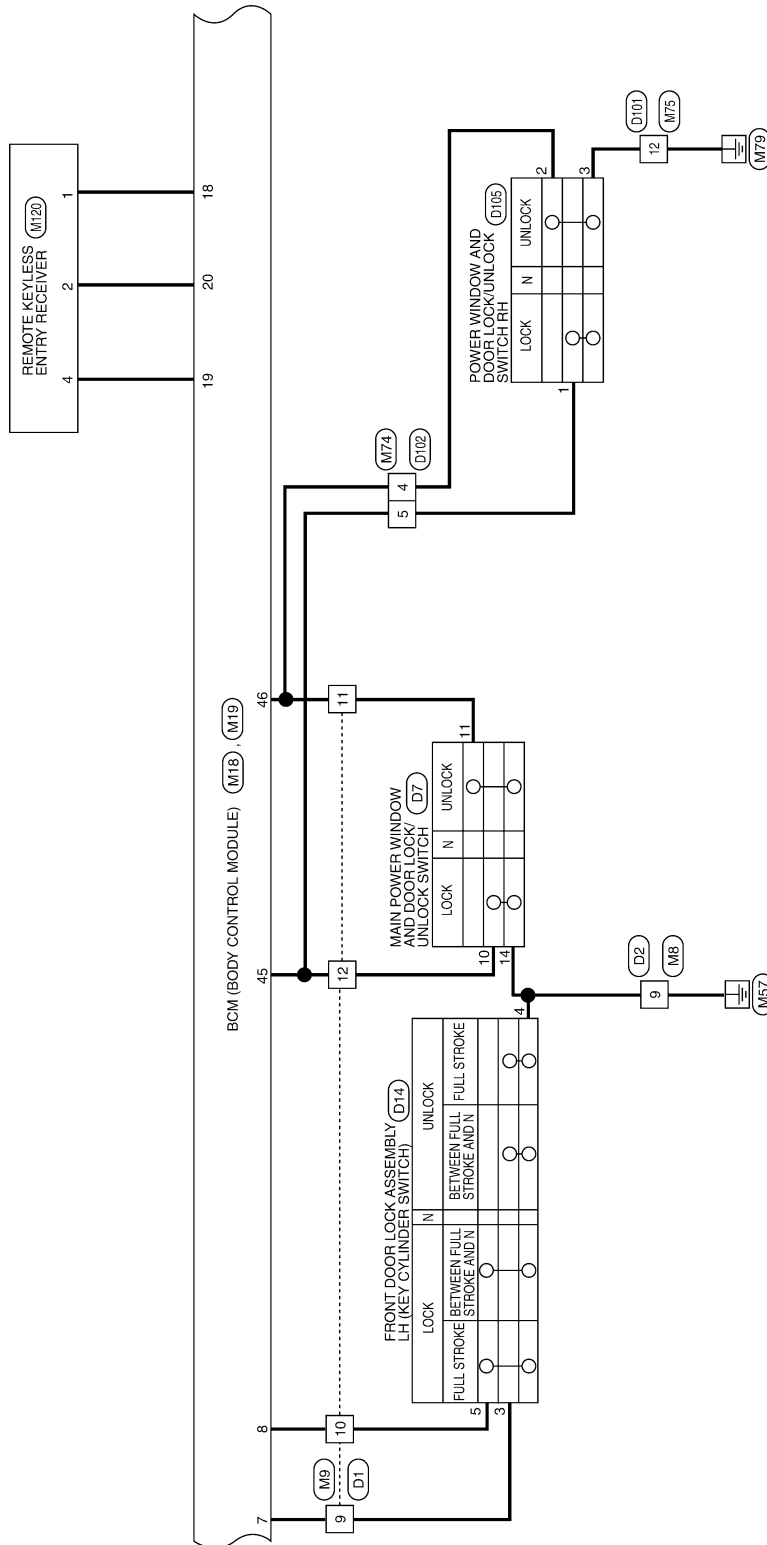 REMOTE KEYLESS
ENTRY RECEIVER
M120
4
2
1
19
20
18
BCM (BODY CONTROL MODULE)
M18 , M19
7
8
45
46
M9
D1
9
10
12
11
M74
D102
5
4
FRONT DOOR LOCK ASSEMBLY
LH (KEY CYLINDER SWITCH)
D14
LOCK
N
UNLOCK
FULL STROKE
BETWEEN FULL
STROKE AND N
BETWEEN FULL
STROKE AND N
FULL STROKE
5
3
4
MAIN POWER WINDOW
AND DOOR LOCK/
UNLOCK SWITCH
D7
LOCK
N
UNLOCK
10
14
11
POWER WINDOW AND
DOOR LOCK/UNLOCK
SWITCH RH
D105
LOCK
N
UNLOCK
1
2
3
D2
M8
9
M57
D101
M75
12
M79